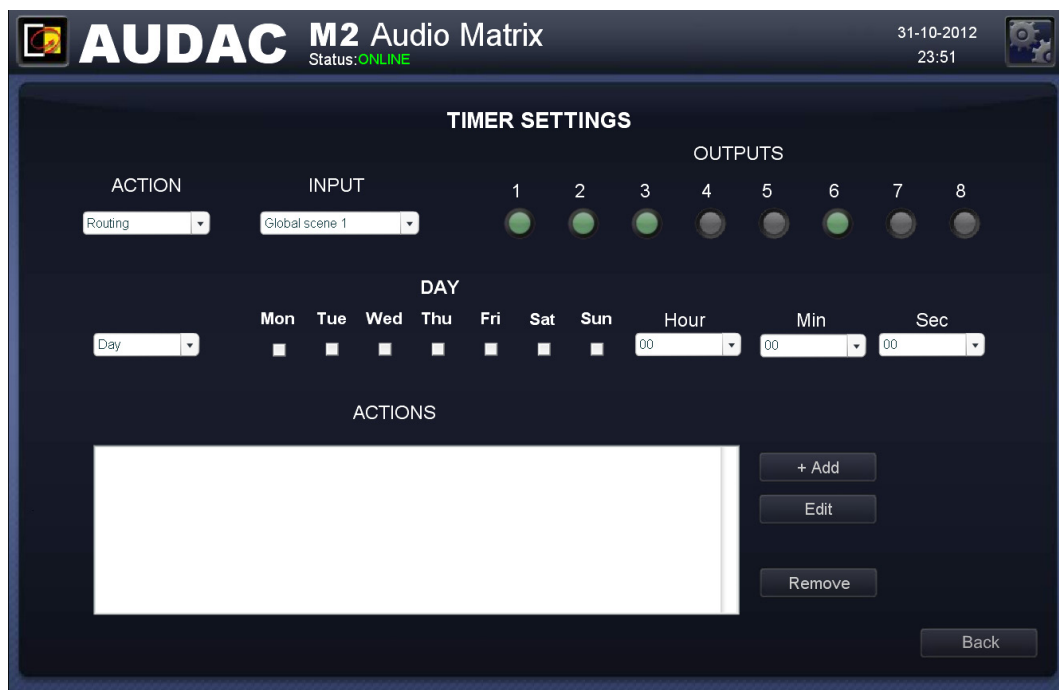 AUDAC M2 Audio Matrix
Status:ONLINE
31-10-2012
23:51
TIMER SETTINGS
OUTPUTS
ACTION INPUT 1 2 3 4 5 6 7 8
Routing Global scene 1
DAY
Mon Tue Wed Thu Fri Sat Sun Hour Min Sec
Day 00 00 00
ACTIONS
+ Add
Edit
Remove
Back